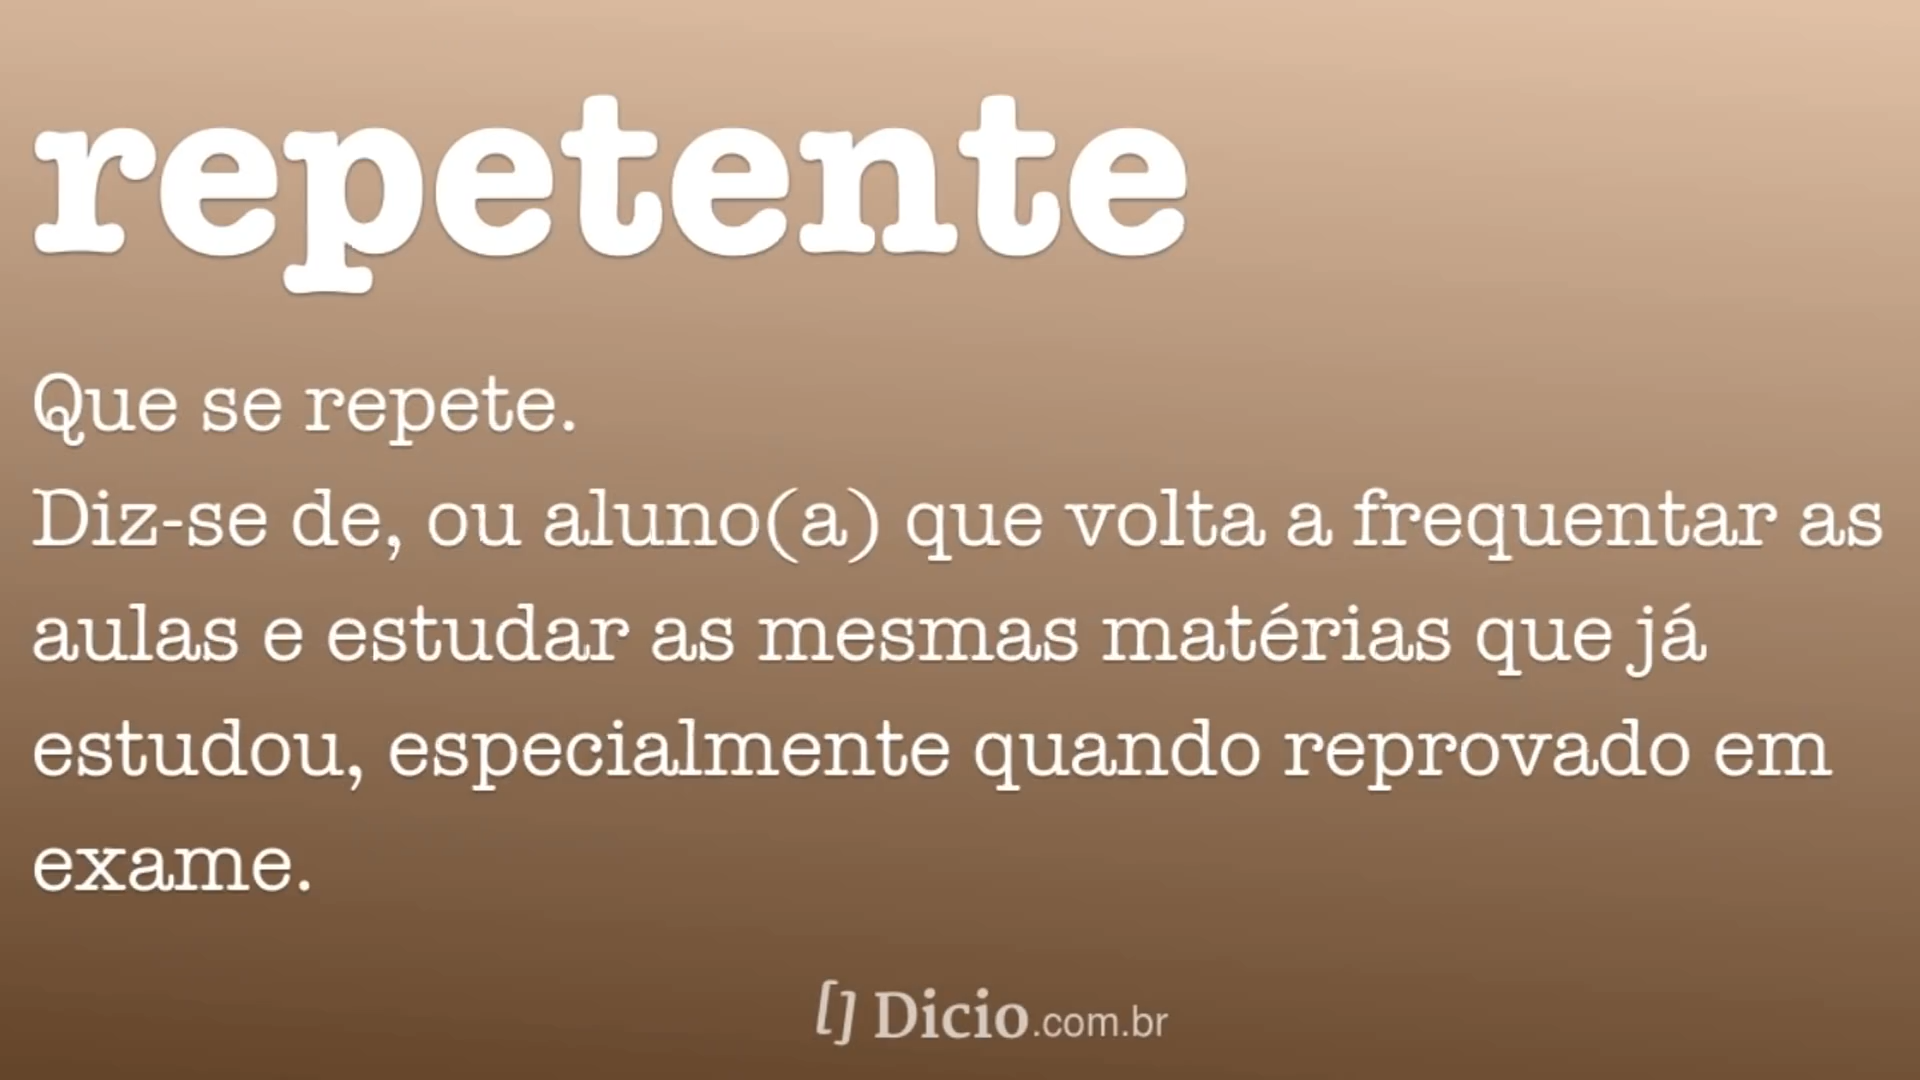 repetente
Que se repete.
Diz-se de, ou aluno(a) que volta a frequentar as
aulas e estudar as mesmas matérias que já
estudou, especialmente quando reprovado em
exame.
[] Dicio.com.br